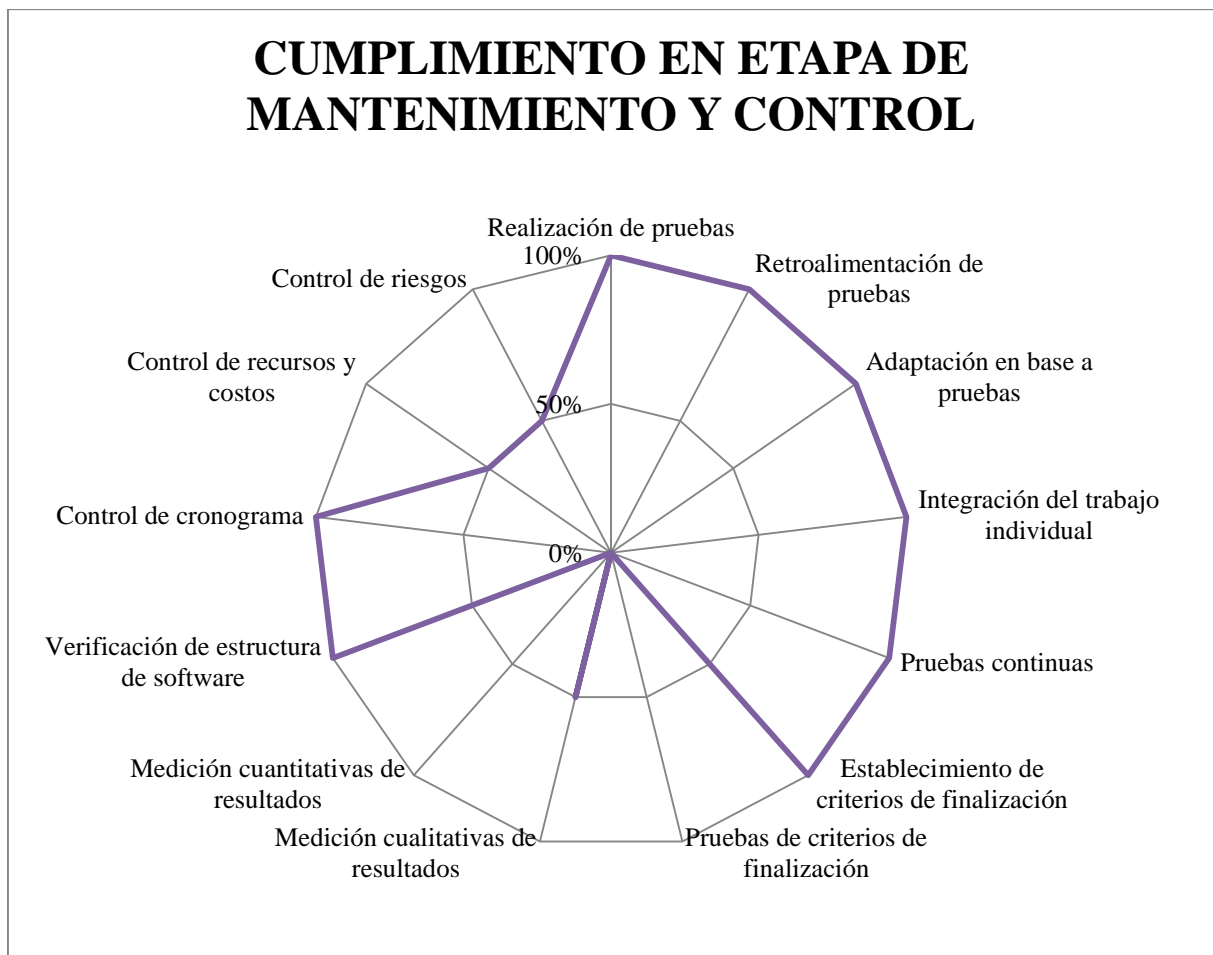 CUMPLIMIENTO EN ETAPA DE
MANTENIMIENTO Y CONTROL
Realización de pruebas
Retroalimentación de
pruebas
Adaptación en base a
pruebas
Integración del trabajo
individual
Pruebas continuas
Establecimiento de
criterios de finalización
Pruebas de criterios de
finalización
Medición cualitativas de
resultados
Medición cuantitativas de
resultados
Verificación de estructura
de software
Control de cronograma
Control de recursos y
costos
Control de riesgos
100%
50%
0%